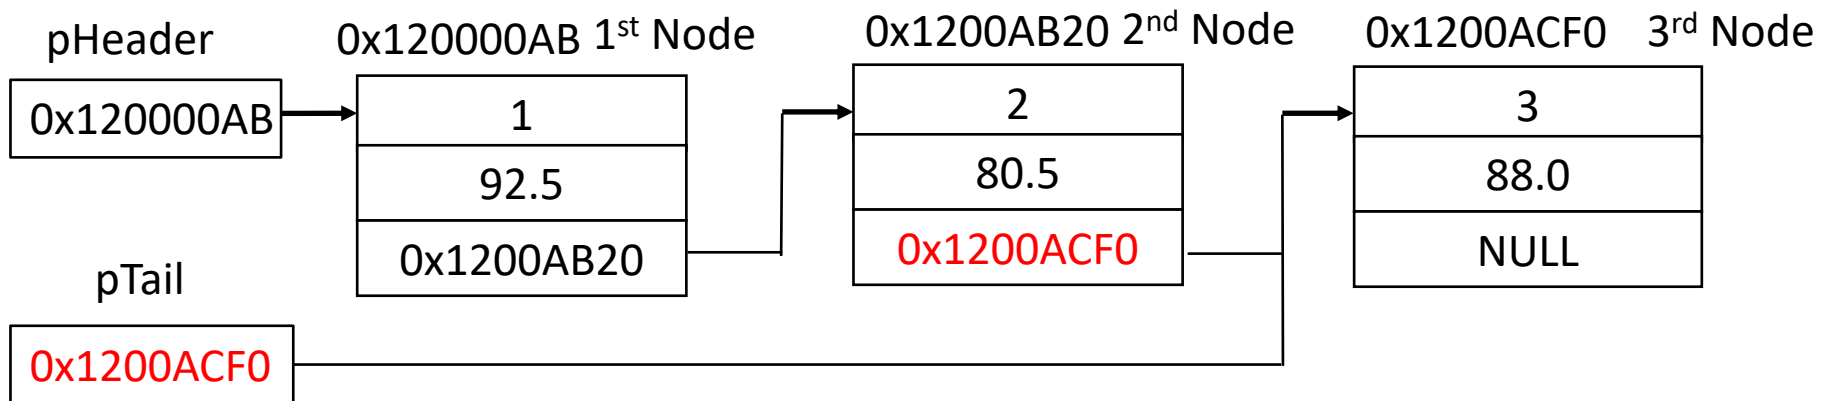 pHeader
0x120000AB
0x120000AB 1st Node
1
92.5
0x1200AB20
0x1200AB20 2nd Node
2
80.5
0x1200ACF0
0x1200ACF0 3rd Node
3
88.0
NULL
pTail
0x1200ACF0